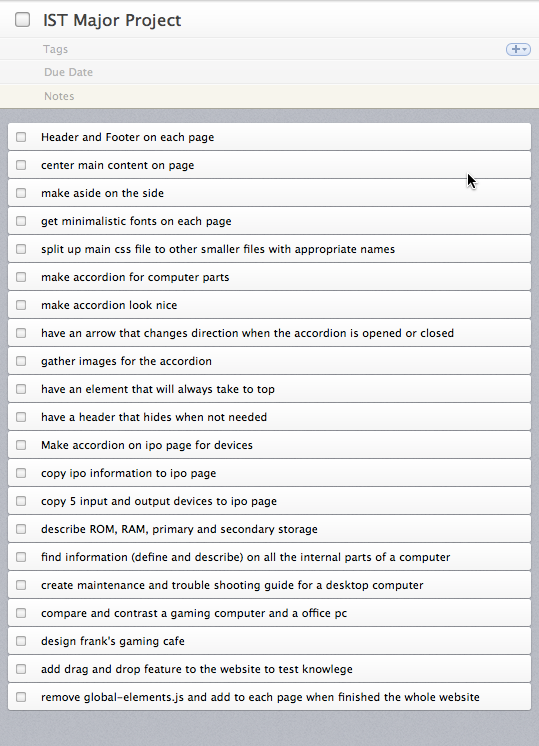 IST Major Project
Tags
Due Date
Notes
Header and Footer on each page
center main content on page
make aside on the side
get minimalistic fonts on each page
split up main css file to other smaller files with appropriate names
make accordion for computer parts
make accordion look nice
have an arrow that changes direction when the accordion is opened or closed
gather images for the accordion
have an element that will always take to top
have a header that hides when not needed
Make accordion on ipo page for devices
copy ipo information to ipo page
copy 5 input and output devices to ipo page
describe ROM, RAM, primary and secondary storage
find information (define and describe) on all the internal parts of a computer
create maintenance and trouble shooting guide for a desktop computer
compare and contrast a gaming computer and a office pc
design frank's gaming cafe
add drag and drop feature to the website to test knowlege
remove global-elements.js and add to each page when finished the whole website